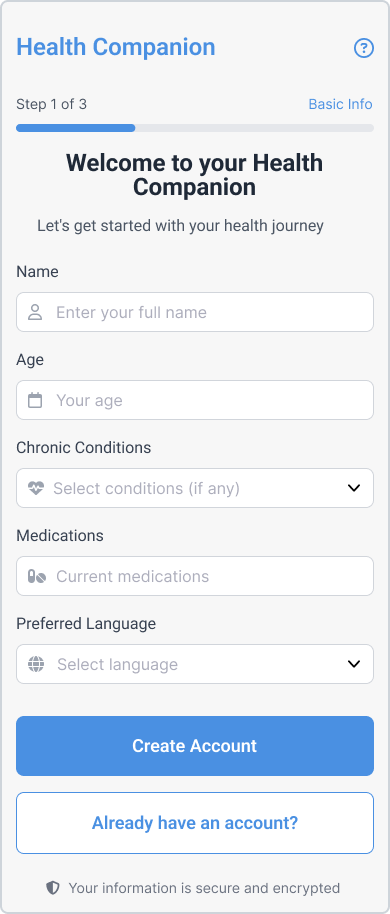 Health Companion
?
Step 1 of 3
Basic Info
Welcome to your Health
Companion
Let's get started with your health journey
Name
Enter your full name
Age
Your age
Chronic Conditions
Select conditions (if any)
Medications
Current medications
Preferred Language
Select language
Create Account
Already have an account?
Your information is secure and encrypted